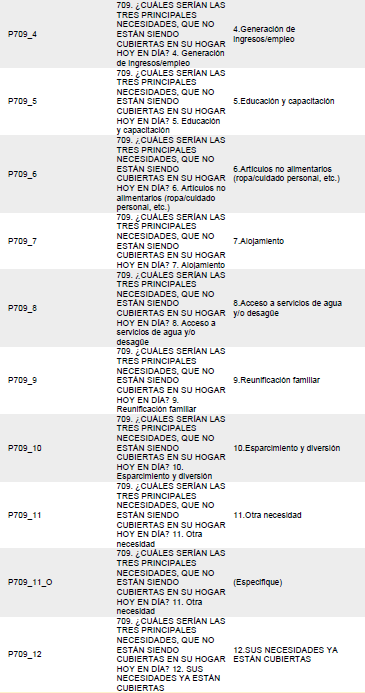 P709_4
709. ¿CUÁLES SERÍAN LAS
TRES PRINCIPALES
NECESIDADES, QUE NO
ESTÁN SIENDO
CUBIERTAS EN SU HOGAR
HOY EN DÍA? 4. Generación
de ingresos/empleo
4.Generación de
ingresos/empleo
P709_5
709. ¿CUÁLES SERÍAN LAS
TRES PRINCIPALES
NECESIDADES, QUE NO
ESTÁN SIENDO
CUBIERTAS EN SU HOGAR
HOY EN DÍA? 5. Educación
y capacitación
5.Educación y capacitación
P709_6
709. ¿CUÁLES SERÍAN LAS
TRES PRINCIPALES
NECESIDADES, QUE NO
ESTÁN SIENDO
CUBIERTAS EN SU HOGAR
HOY EN DÍA? 6. Artículos no
alimentarios (ropa/cuidado
personal, etc.)
6.Artículos no alimentarios
(ropa/cuidado personal, etc.)
P709_7
709. ¿CUÁLES SERÍAN LAS
TRES PRINCIPALES
NECESIDADES, QUE NO
ESTÁN SIENDO
CUBIERTAS EN SU HOGAR
HOY EN DÍA? 7. Alojamiento
7.Alojamiento
P709_8
709. ¿CUÁLES SERÍAN LAS
TRES PRINCIPALES
NECESIDADES, QUE NO
ESTÁN SIENDO
CUBIERTAS EN SU HOGAR
HOY EN DÍA? 8. Acceso a
servicios de agua y/o
desagüe
8.Acceso a servicios de agua
y/o desagüe
P709_9
709. ¿CUÁLES SERÍAN LAS
TRES PRINCIPALES
NECESIDADES, QUE NO
ESTÁN SIENDO
CUBIERTAS EN SU HOGAR
HOY EN DÍA? 9.
Reunificación familiar
9.Reunificación familiar
P709_10
709. ¿CUÁLES SERÍAN LAS
TRES PRINCIPALES
NECESIDADES, QUE NO
ESTÁN SIENDO
CUBIERTAS EN SU HOGAR
HOY EN DÍA? 10.
Esparcimiento y diversión
10.Esparcimiento y diversión
P709_11
709. ¿CUÁLES SERÍAN LAS
TRES PRINCIPALES
NECESIDADES, QUE NO
ESTÁN SIENDO
CUBIERTAS EN SU HOGAR
HOY EN DÍA? 11. Otra
necesidad
11.Otra necesidad
P709_11_O
709. ¿CUÁLES SERÍAN LAS
TRES PRINCIPALES
NECESIDADES, QUE NO
ESTÁN SIENDO
CUBIERTAS EN SU HOGAR
HOY EN DÍA? 11. Otra
necesidad
(Especifique)
P709_12
709. ¿CUÁLES SERÍAN LAS
TRES PRINCIPALES
NECESIDADES, QUE NO
ESTÁN SIENDO
CUBIERTAS EN SU HOGAR
HOY EN DÍA? 12. SUS
NECESIDADES YA ESTÁN
CUBIERTAS
12.SUS NECESIDADES YA
ESTÁN CUBIERTAS